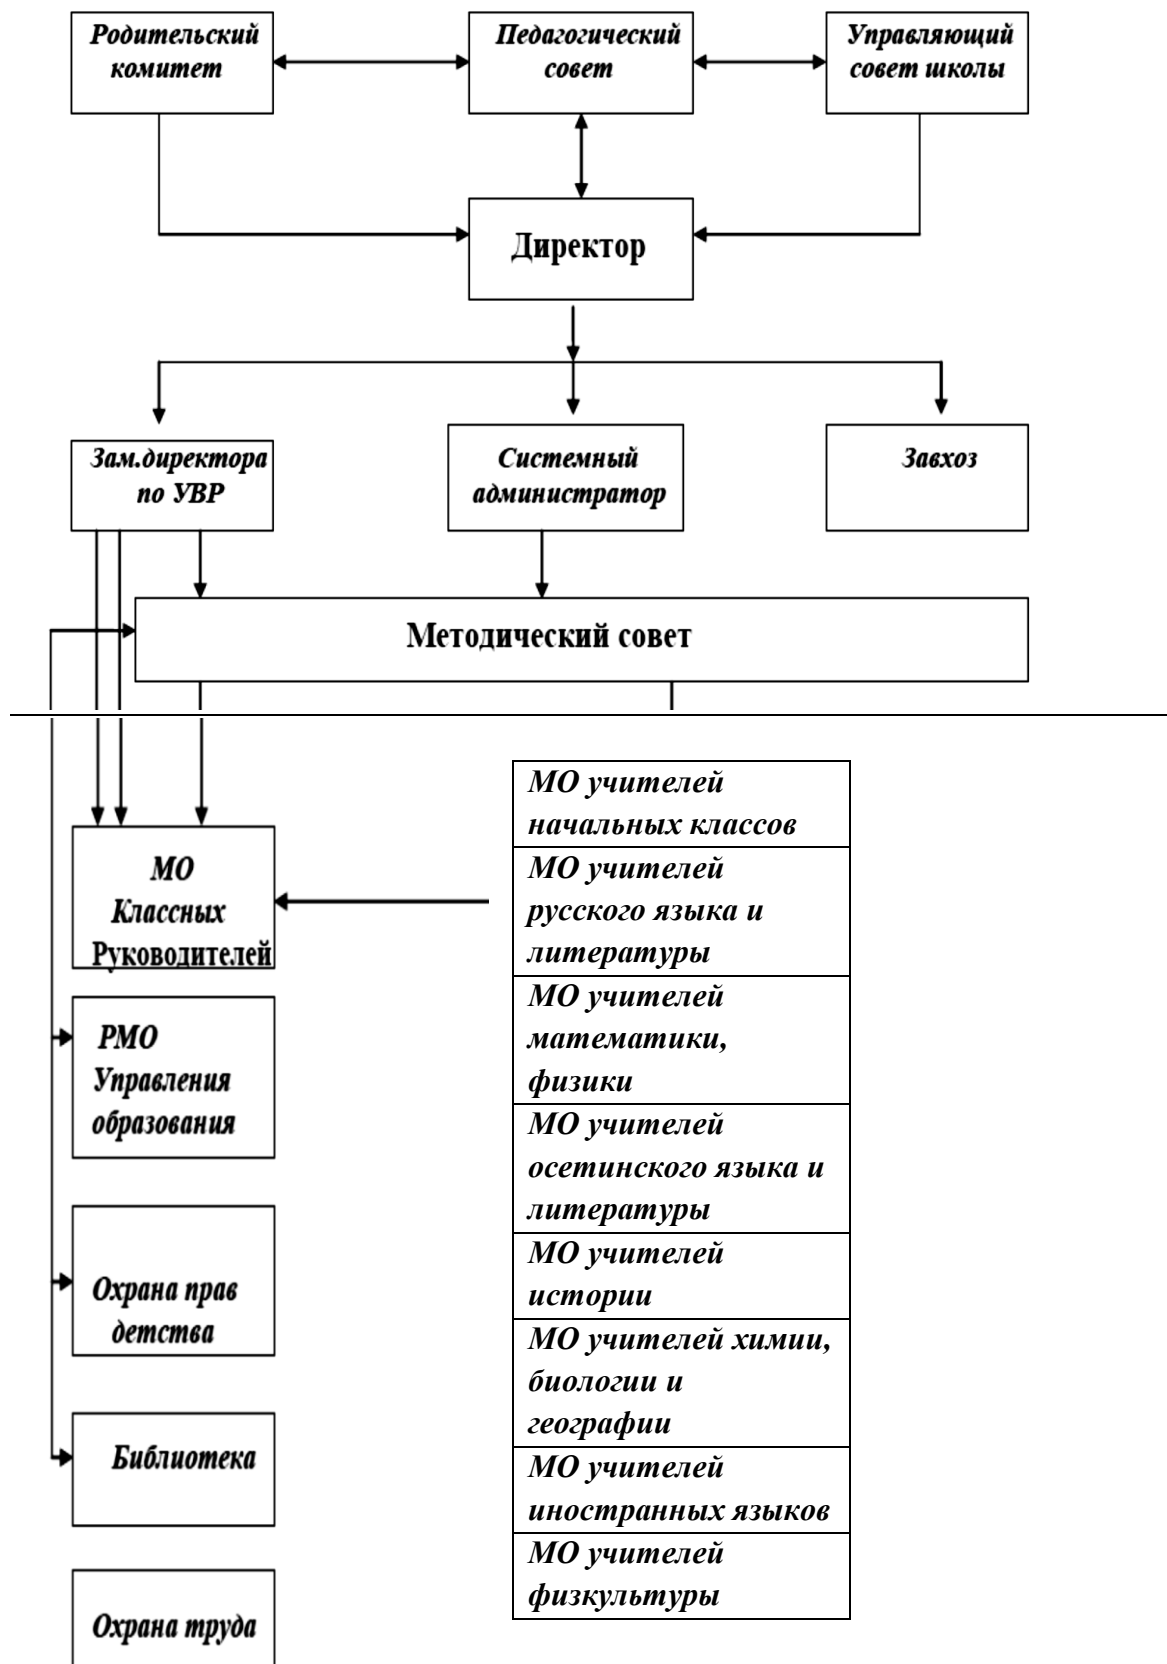 Родительский
комитет
Педагогический
совет
Управляющий
совет школы
Директор
Зам.директора
по УВР
Системный
администратор
Завхоз
Методический совет
МО
Классных
Руководителей
РМО
Управления
образования
Охрана прав
детства
Библиотека
Охрана труда
МО учителей
начальных классов
МО учителей
русского языка и
литературы
МО учителей
математики,
физики
МО учителей
осетинского языка и
литературы
МО учителей
истории
МО учителей химии,
биологии и
географии
МО учителей
иностранных языков
МО учителей
физкультуры